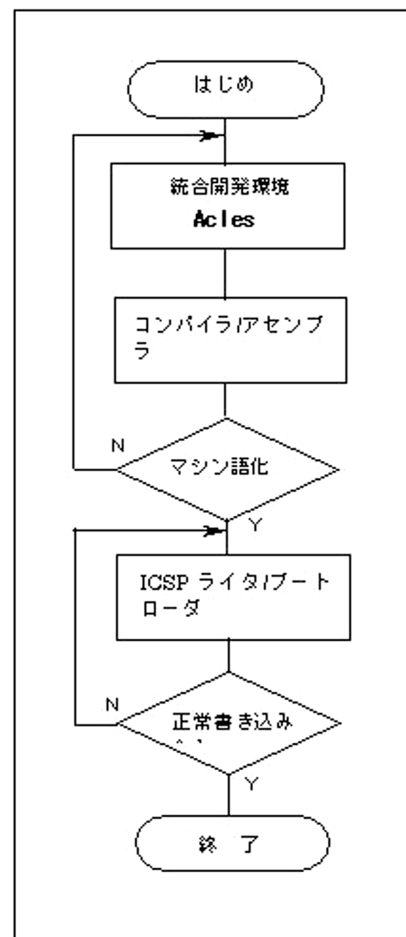 はじめ
統合開発環境
Acles
コンパイラ/アセンブ
ラ
N
マシン語化
Y
ICSP ライタ/ブート
ローダ
N
正常書き込み
Y
終 了